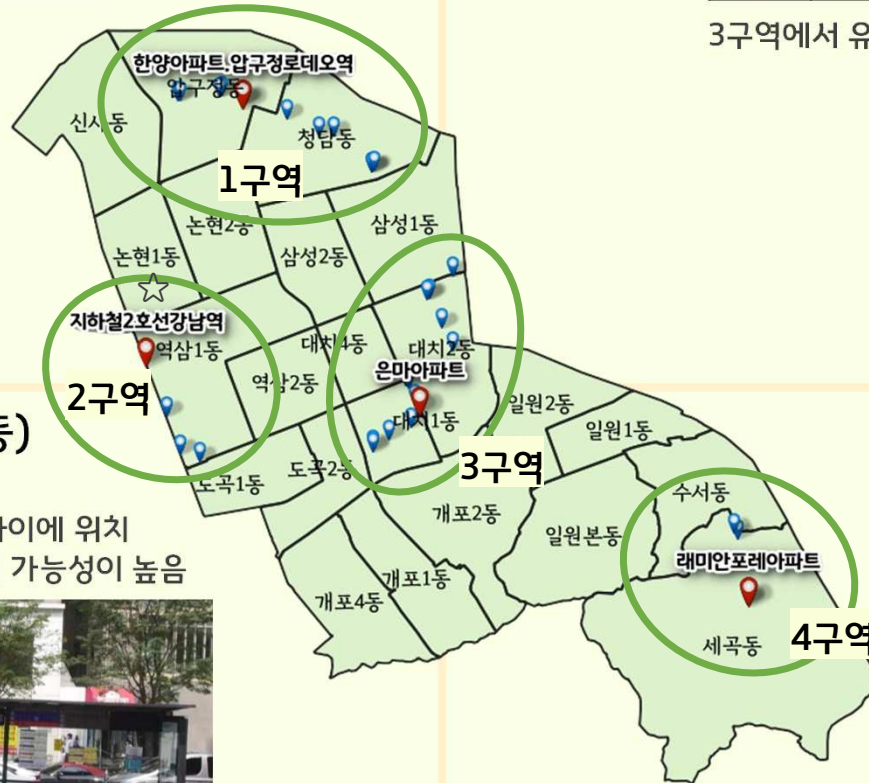 3구역에서 유
한양아파트.압구정로데오역
압구정동
신사동
청담동
1구역
논현2동
삼성1동
논현1동
삼성2동
지하철2호선강남역
역삼1동
대치4동
대치2동
은마아파트
2구역
역삼2동
대치1동
일원2동
일원1동
동)
3구역
도곡1동
도곡2동
수서동
개포2동
일원본동
사이에 위치
가능성이 높음
래미안포레아파트
개포1동
개포4동
세곡동
4구역